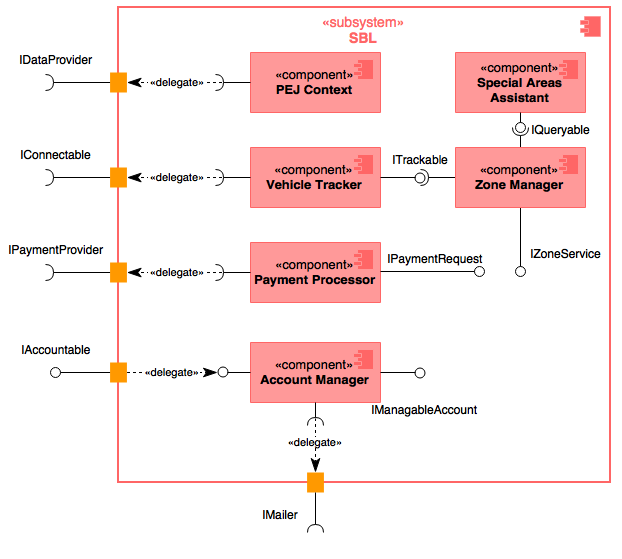 «subsystem»
SBL
IDataProvider
«delegate»
«component»
PEJ Context
«component»
Special Areas
Assistant
IQueryable
IConnectable
«delegate»
«component»
Vehicle Tracker
ITrackable
«component»
Zone Manager
IPaymentProvider
«delegate»
«component»
Payment Processor
IPaymentRequest
IZoneService
IAccountable
«delegate»
«component»
Account Manager
IManagableAccount
«delegate»
IMailer